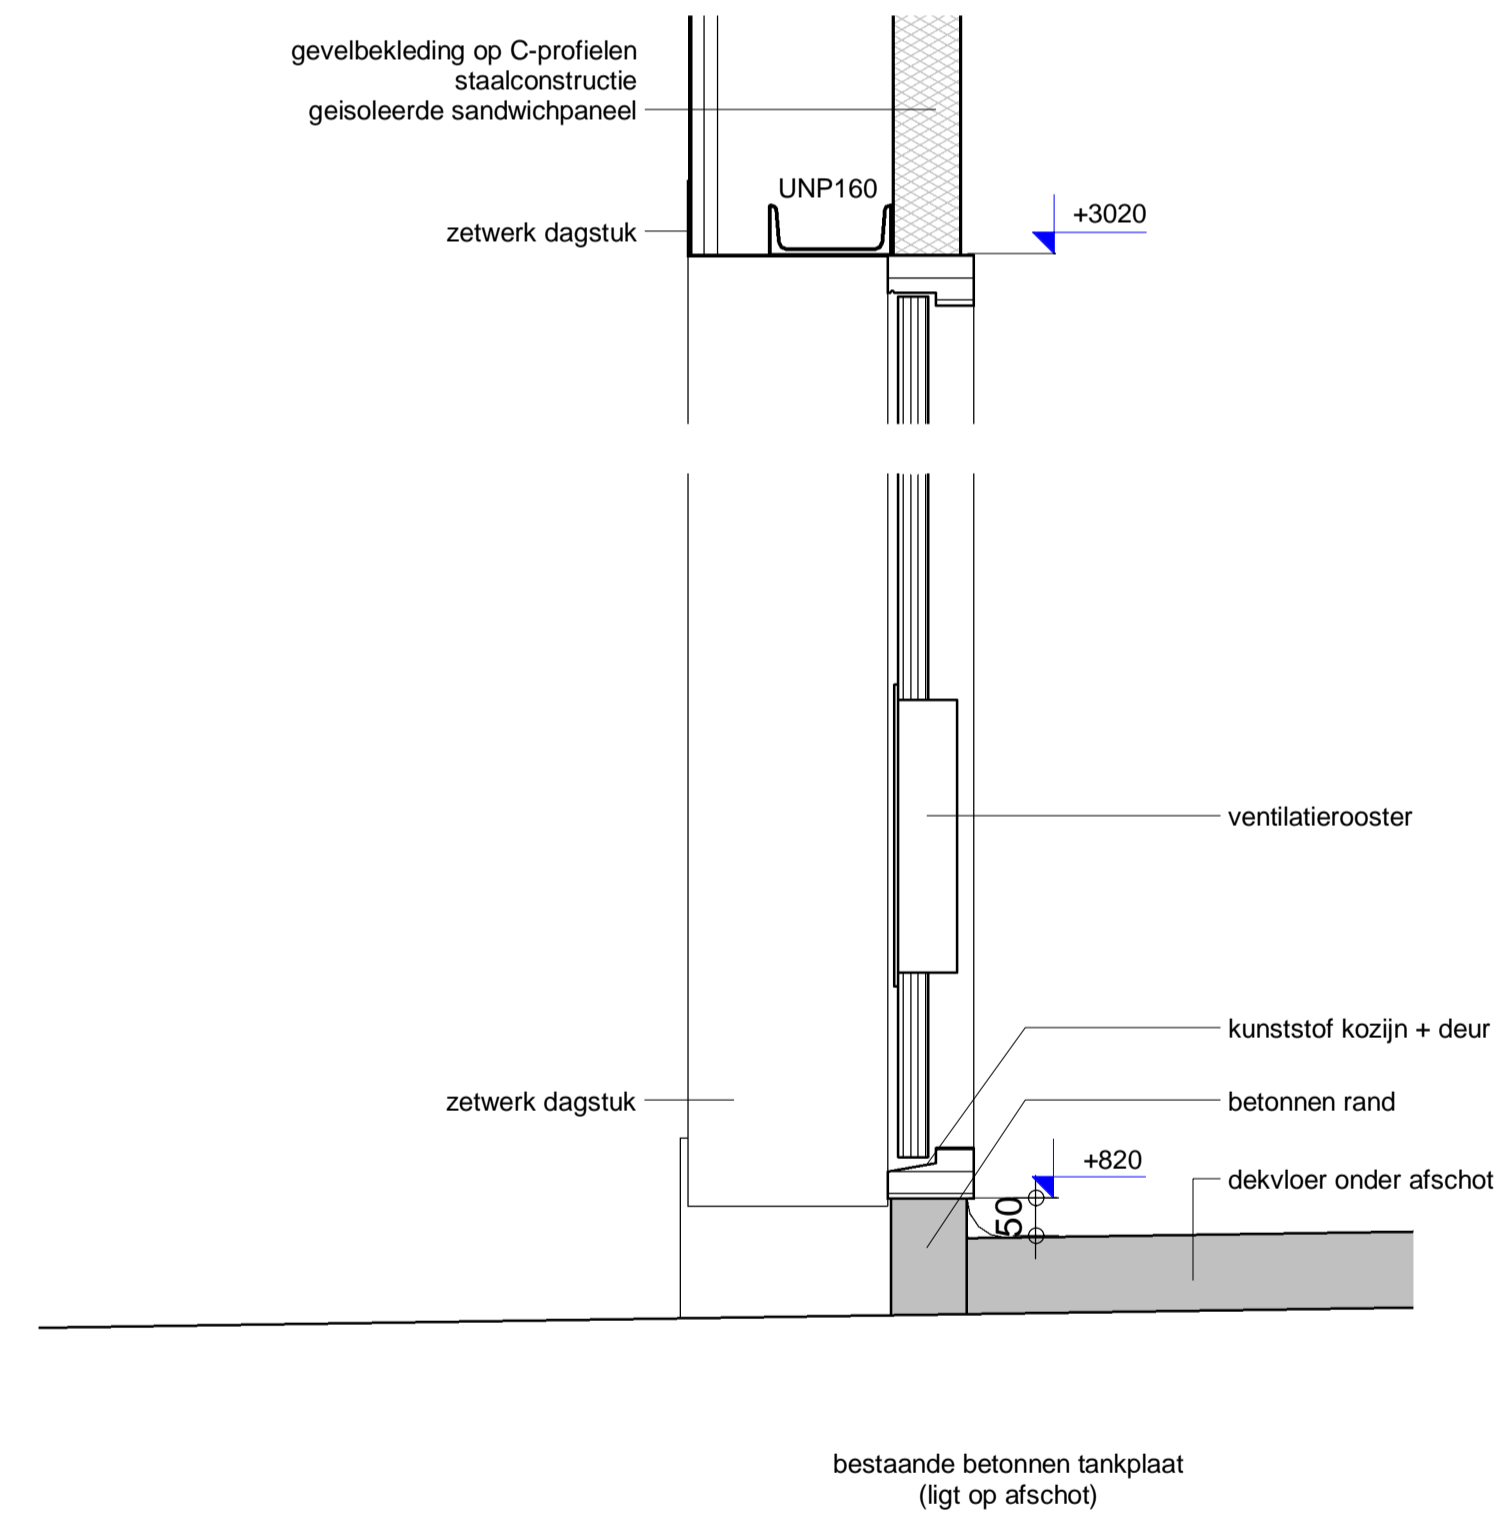 gevelbekleding op C-profielen
staalconstructie
geisoleerde sandwichpaneel
UNP160
+3020
zetwerk dagstuk
ventilatierooster
kunststof kozijn + deur
zetwerk dagstuk
betonnen rand
+820
dekvloer onder afschot
50
bestaande betonnen tankplaat
(ligt op afschot)